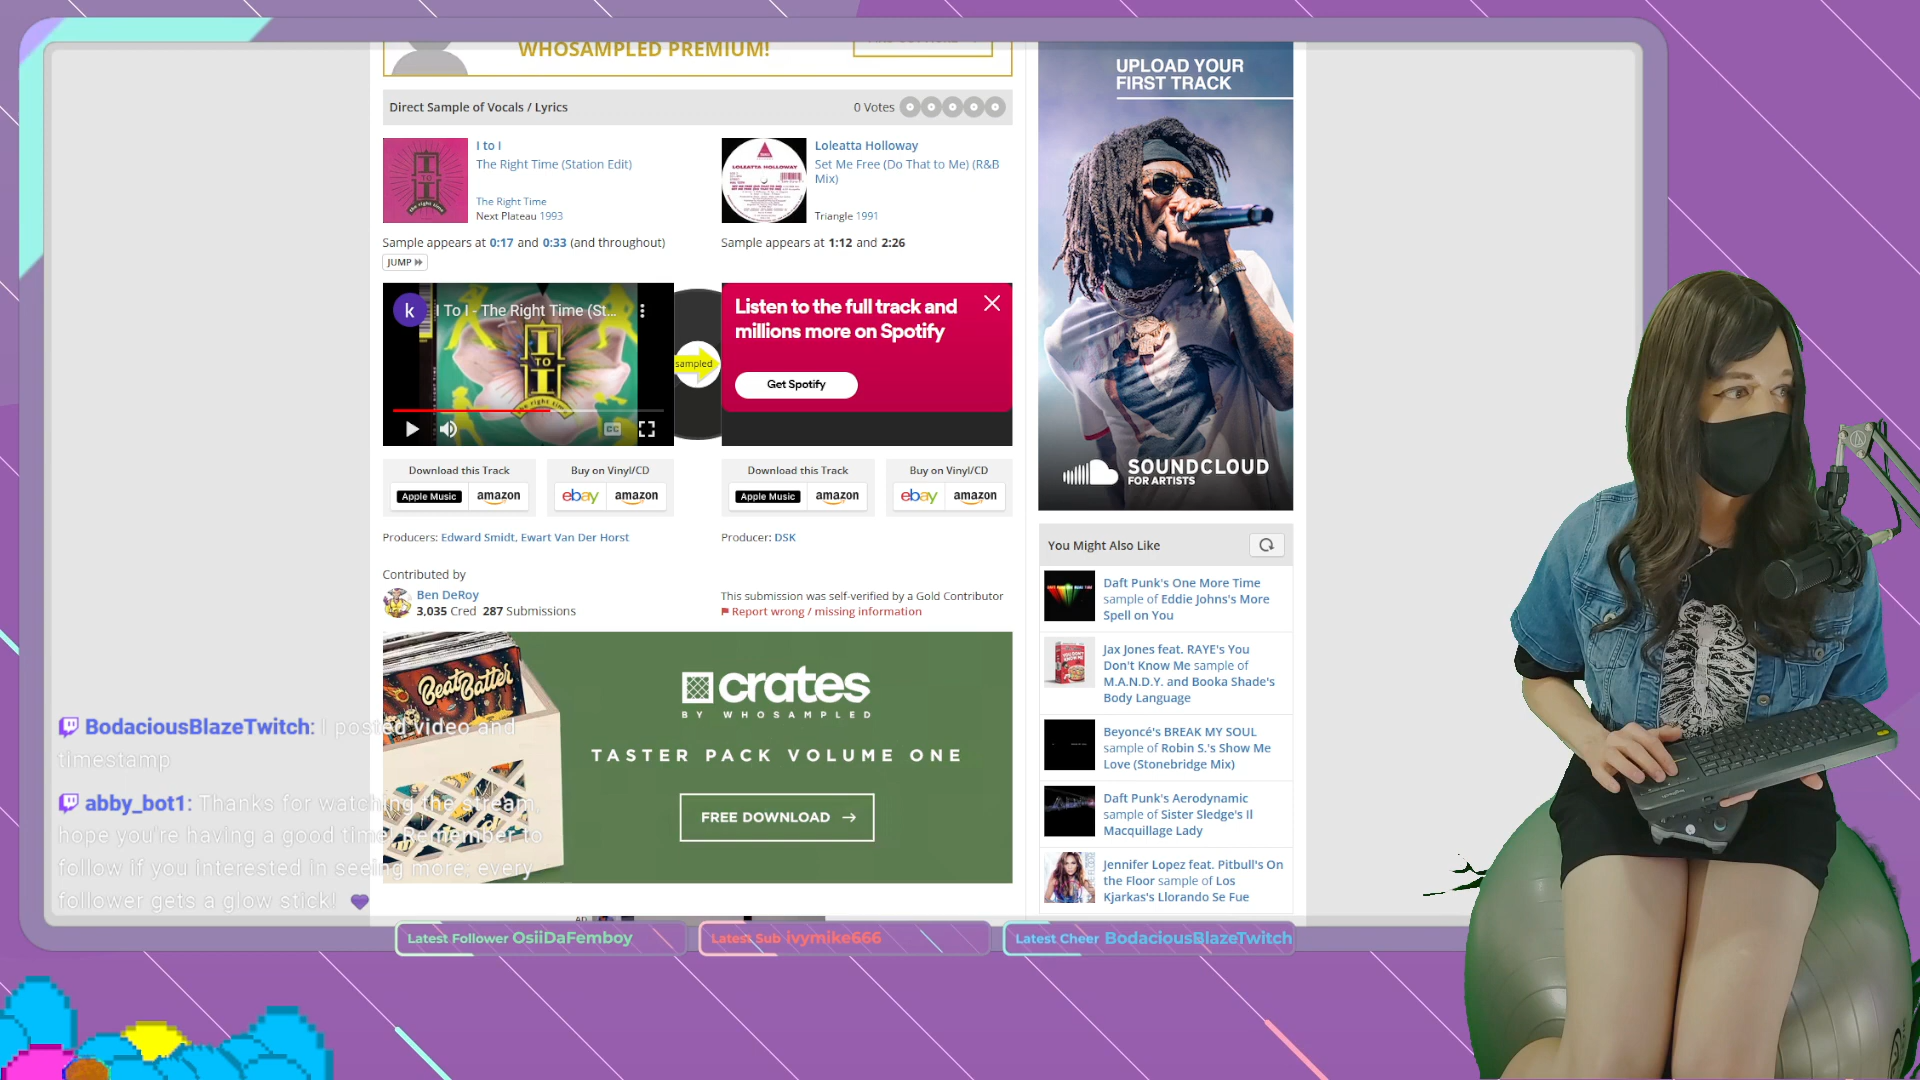 WHOSAMPLED PREMIUM!
Direct Sample of Vocals / Lyrics
0 Votes
I to I
The Right Time (Station Edit)
The Right Time
Next Plateau 1993
Sample appears at 0:17 and 0:33 (and throughout)
JUMP
LOLEATTA HOLLOWAY
Loleatta Holloway
Set Me Free (Do That to Me) (R&B
Mix)
Triangle 1991
Sample appears at 1:12 and 2:26
k
I To I - The Right Time (St...
I
TO
I
the right time
CC
sampled
Listen to the full track and
millions more on Spotify
Get Spotify
Download this Track
Apple Music
amazon
Buy on Vinyl/CD
ebay
amazon
Download this Track
Apple Music
amazon
Buy on Vinyl/CD
ebay
amazon
Producers: Edward Smidt, Ewart Van Der Horst
Producer: DSK
Contributed by
Ben DeRoy
3,035 Cred 287 Submissions
This submission was self-verified by a Gold Contributor
Report wrong / missing information
BeatBatter
crates
BY WHOSAMPLED
TASTER PACK VOLUME ONE
FREE DOWNLOAD →
UPLOAD YOUR
FIRST TRACK
SOUNDCLOUD
FOR ARTISTS
You Might Also Like
Daft Punk's One More Time
sample of Eddie Johns's More
Spell on You
Jax Jones feat. RAYE's You
Don't Know Me sample of
M.A.N.D.Y. and Booka Shade's
Body Language
Beyoncé's BREAK MY SOUL
sample of Robin S.'s Show Me
Love (Stonebridge Mix)
Daft Punk's Aerodynamic
sample of Sister Sledge's Il
Macquillage Lady
Jennifer Lopez feat. Pitbull's On
the Floor sample of Los
Kjarkas's Llorando Se Fue
BodaciousBlazeTwitch: I posted video and
timestamp
abby_bot1: Thanks for watching the stream,
hope you're having a good time! Remember to
follow if you interested in seeing more; every
follower gets a glow stick!
Latest Follower OsiiDaFemboy
Latest Sub ivymike666
Latest Cheer BodaciousBlazeTwitch